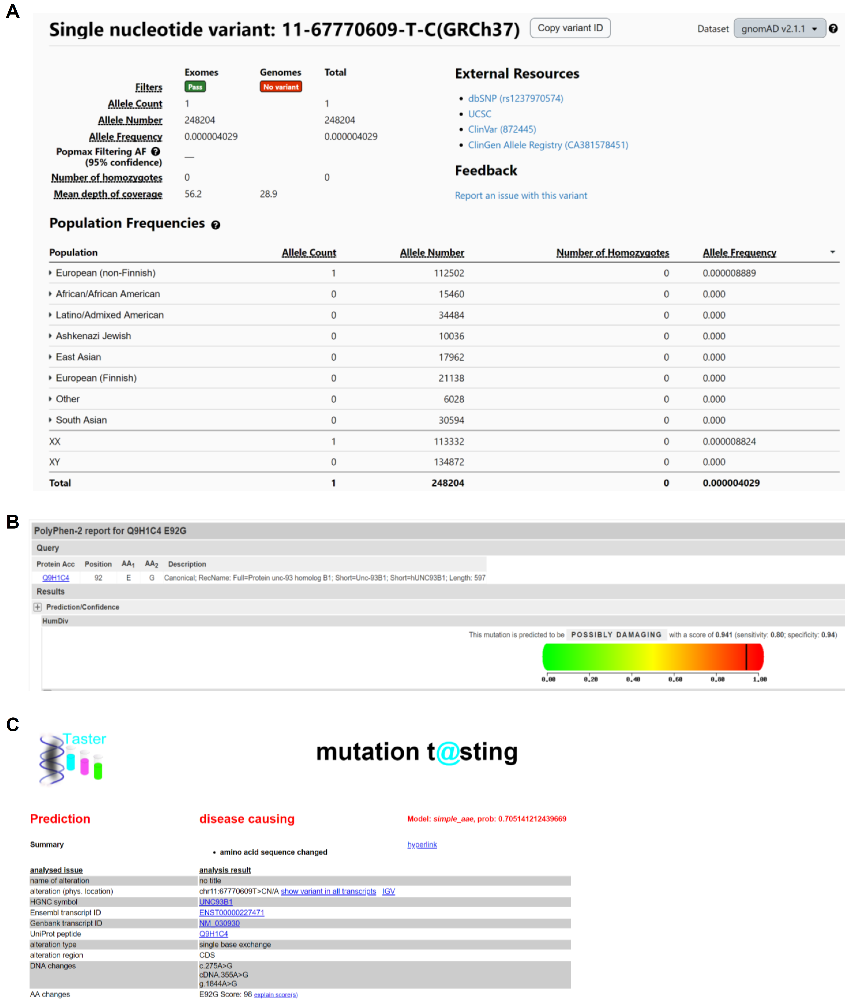 A
Single nucleotide variant: 11-67770609-T-C(GRCh37) Copy variant ID Dataset gnomAD v2.1.1 ?
Exomes Genomes Total
Filters Pass No variant
Allele Count 1 1
Allele Number 248204 248204
Allele Frequency 0.000004029 0.000004029
Popmax Filtering AF ?
(95% confidence) —
Number of homozygotes 0 0
Mean depth of coverage 56.2 28.9
External Resources
• dbSNP (rs1237970574)
• UCSC
• ClinVar (872445)
• ClinGen Allele Registry (CA381578451)
Feedback
Report an issue with this variant
Population Frequencies ?
Population Allele Count Allele Number Number of Homozygotes Allele Frequency
European (non-Finnish) 1 112502 0 0.000008889
African/African American 0 15460 0 0.000
Latino/Admixed American 0 34484 0 0.000
Ashkenazi Jewish 0 10036 0 0.000
East Asian 0 17962 0 0.000
European (Finnish) 0 21138 0 0.000
Other 0 6028 0 0.000
South Asian 0 30594 0 0.000
XX 1 113332 0 0.000008824
XY 0 134872 0 0.000
Total 1 248204 0 0.000004029
B
PolyPhen-2 report for Q9H1C4 E92G
Query
Protein Acc Position AA1 AA2 Description
Q9H1C4 92 E G Canonical; RecName: Full=Protein unc-93 homolog B1; Short=Unc-93B1; Short=hUNC93B1; Length: 597
Results
+ Prediction/Confidence
HumDiv
This mutation is predicted to be POSSIBLY DAMAGING with a score of 0.941 (sensitivity: 0.80; specificity: 0.94)
0.00 0.20 0.40 0.60 0.80 1.00
C
Taster
mutation t@sting
Prediction disease causing Model: simple_aae, prob: 0.705141212439669
Summary hyperlink
• amino acid sequence changed
analysed issue analysis result
name of alteration no title
alteration (phys. location) chr11:67770609T>CN/A show variant in all transcripts IGV
HGNC symbol UNC93B1
Ensembl transcript ID ENST00000227471
Genbank transcript ID NM_030930
UniProt peptide Q9H1C4
alteration type single base exchange
alteration region CDS
DNA changes c.275A>G
cDNA.355A>G
g.1844A>G
AA changes E92G Score: 98 explain score(s)